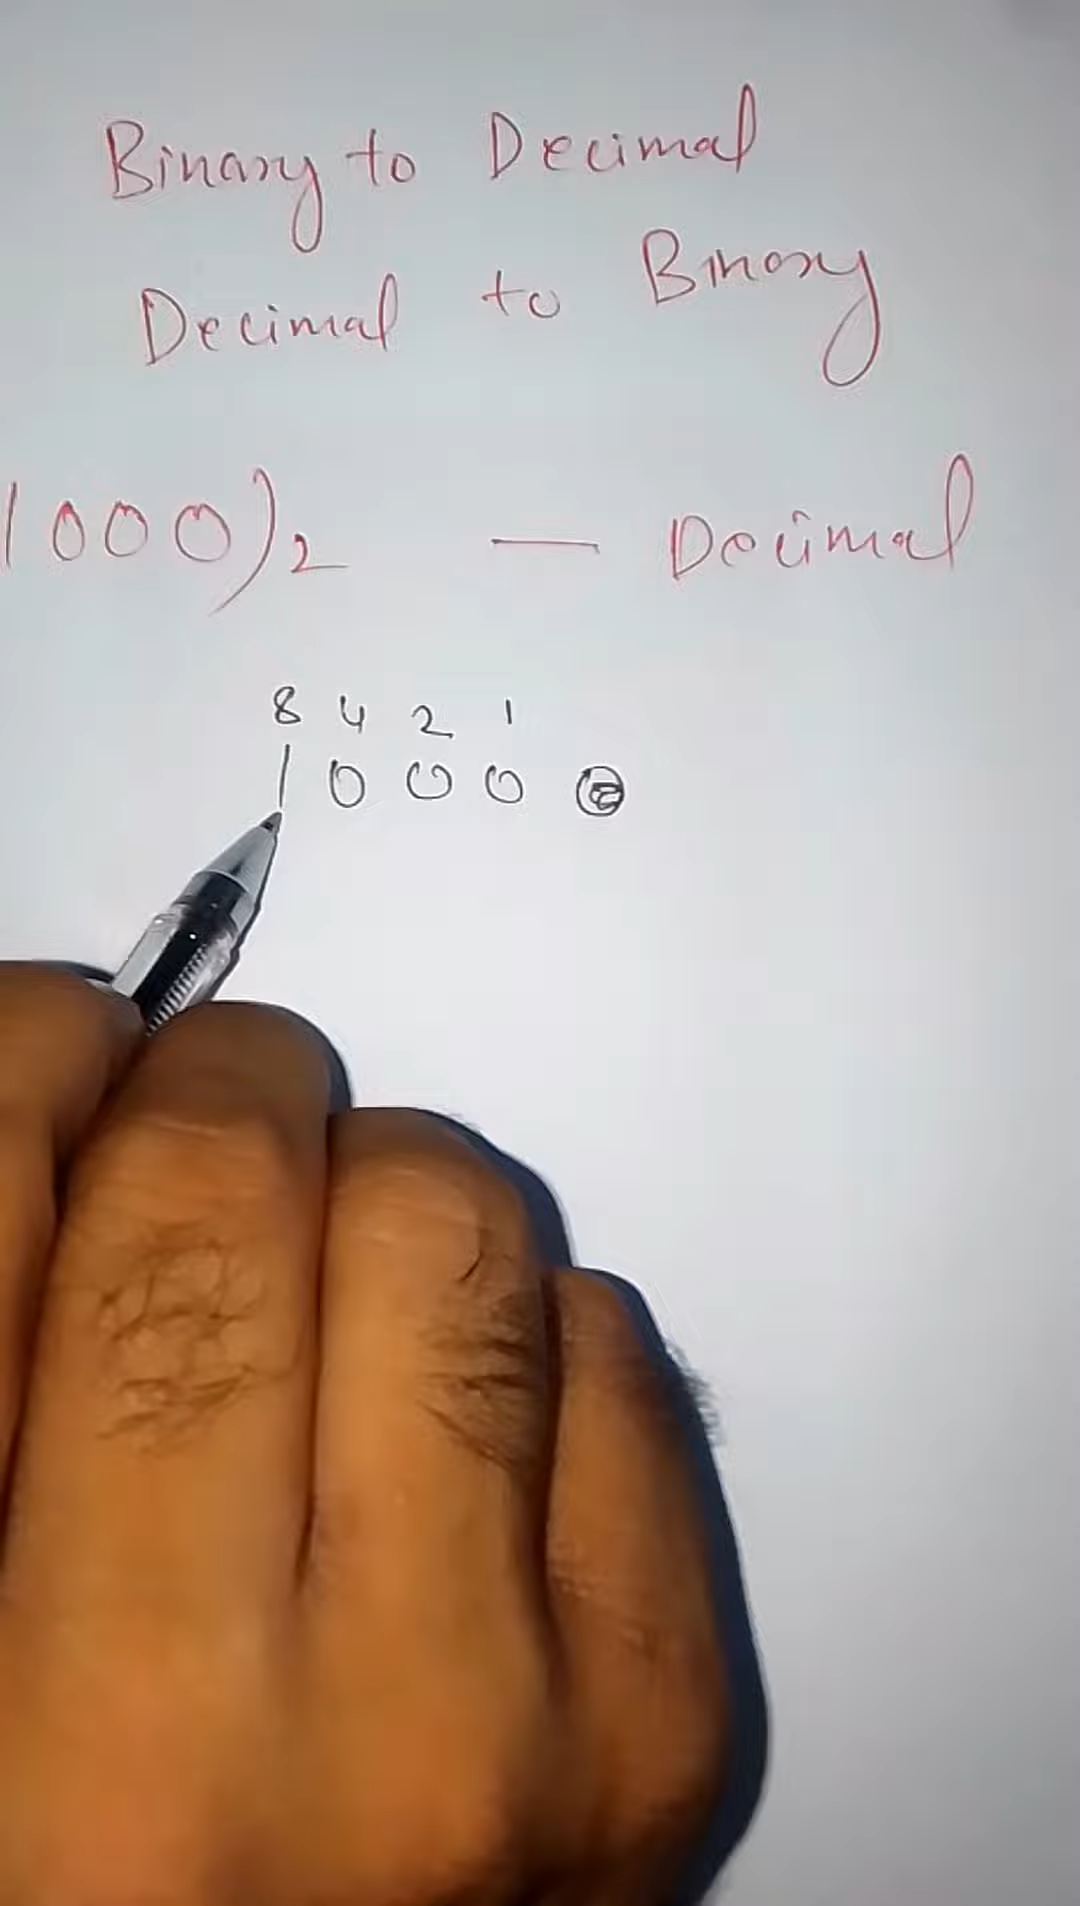 Binary to Decimal
Decimal to Binary
1000)2 — Decimal
8 4 2 1
1 0 0 0